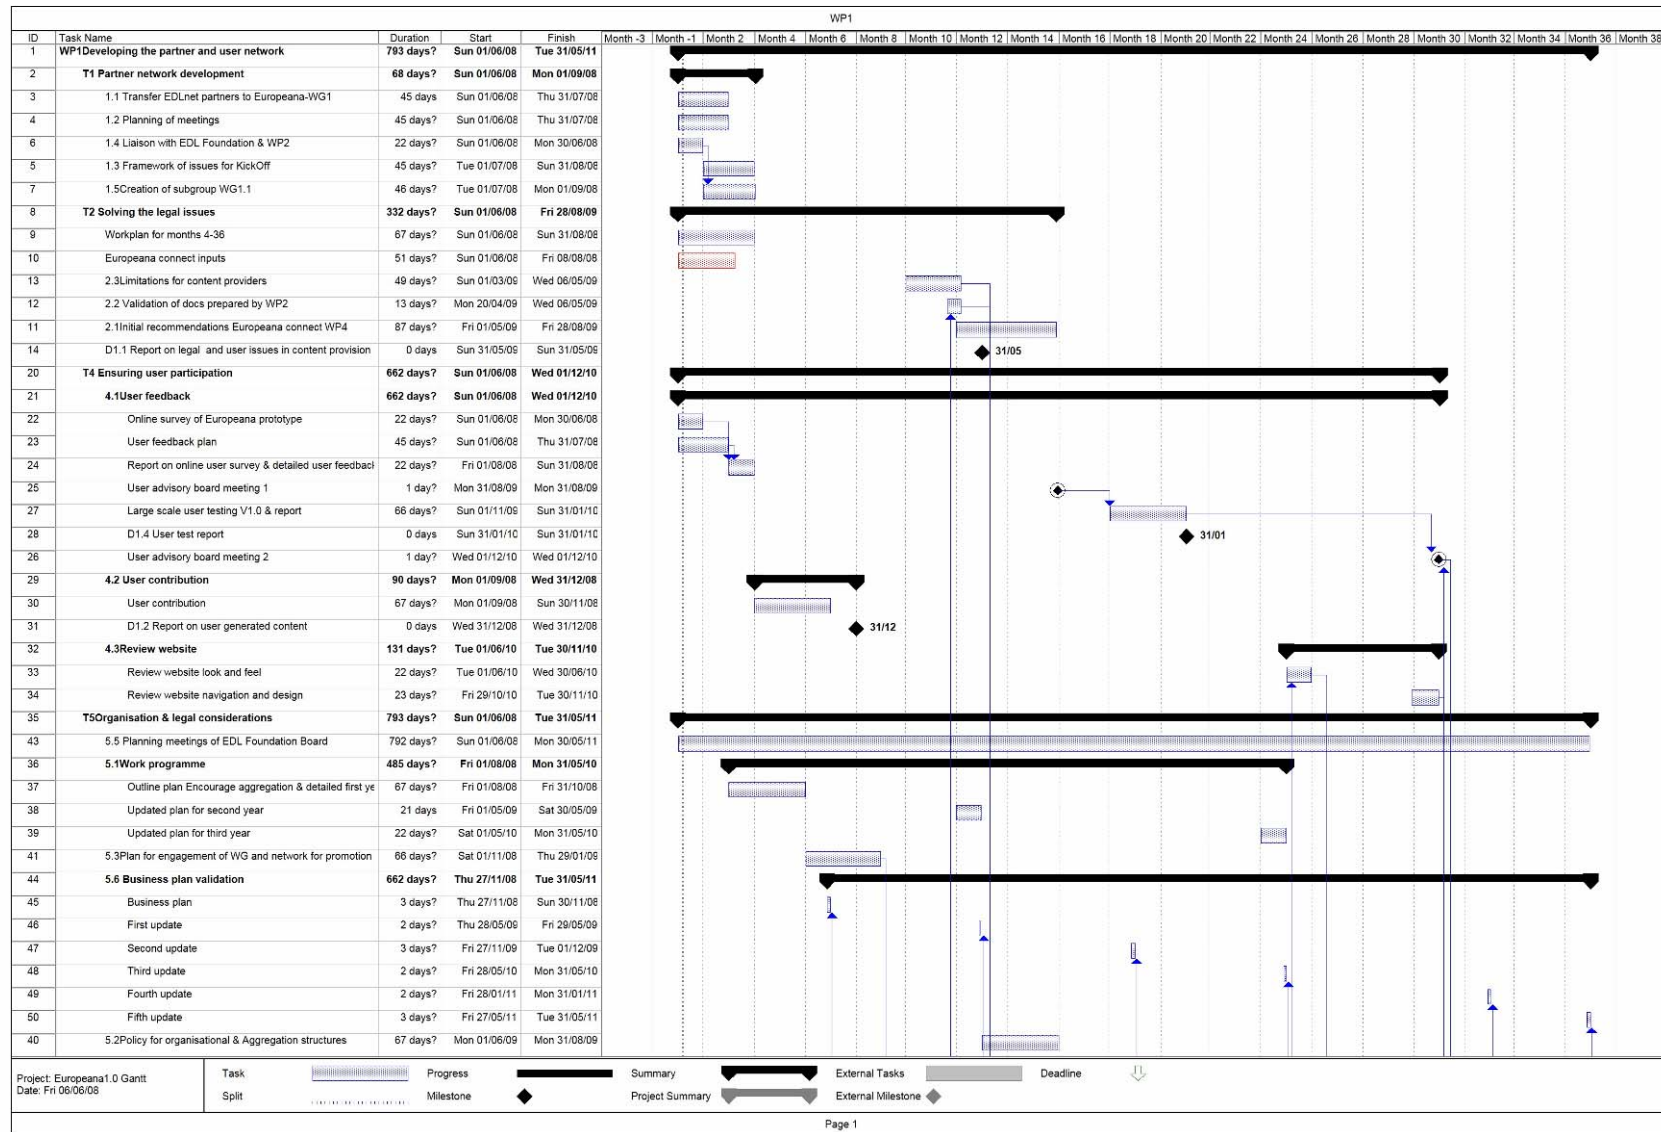 WP1
ID Task Name Duration Start Finish Month -3 Month -1 Month 2 Month 4 Month 6 Month 8 Month 10 Month 12 Month 14 Month 16 Month 18 Month 20 Month 22 Month 24 Month 26 Month 28 Month 30 Month 32 Month 34 Month 36 Month 38
1 WP1Developing the partner and user network 793 days? Sun 01/06/08 Tue 31/05/11
2 T1 Partner network development 68 days? Sun 01/06/08 Mon 01/09/08
3 1.1 Transfer EDLnet partners to Europeana-WG1 45 days Sun 01/06/08 Thu 31/07/08
4 1.2 Planning of meetings 45 days? Sun 01/06/08 Thu 31/07/08
6 1.4 Liaison with EDL Foundation & WP2 22 days? Sun 01/06/08 Mon 30/06/08
5 1.3 Framework of issues for KickOff 45 days? Tue 01/07/08 Sun 31/08/08
7 1.5Creation of subgroup WG1.1 46 days? Tue 01/07/08 Mon 01/09/08
8 T2 Solving the legal issues 332 days? Sun 01/06/08 Fri 28/08/09
9 Workplan for months 4-36 67 days? Sun 01/06/08 Sun 31/08/08
10 Europeana connect inputs 51 days? Sun 01/06/08 Fri 08/08/08
13 2.3Limitations for content providers 49 days? Sun 01/03/09 Wed 06/05/09
12 2.2 Validation of docs prepared by WP2 13 days? Mon 20/04/09 Wed 06/05/09
11 2.1Initial recommendations Europeana connect WP4 87 days? Fri 01/05/09 Fri 28/08/09
14 D1.1 Report on legal and user issues in content provision 0 days Sun 31/05/09 Sun 31/05/09 31/05
20 T4 Ensuring user participation 662 days? Sun 01/06/08 Wed 01/12/10
21 4.1User feedback 662 days? Sun 01/06/08 Wed 01/12/10
22 Online survey of Europeana prototype 22 days? Sun 01/06/08 Mon 30/06/08
23 User feedback plan 45 days? Sun 01/06/08 Thu 31/07/08
24 Report on online user survey & detailed user feedback 22 days? Fri 01/08/08 Sun 31/08/08
25 User advisory board meeting 1 1 day? Mon 31/08/09 Mon 31/08/09
27 Large scale user testing V1.0 & report 66 days? Sun 01/11/09 Sun 31/01/10
28 D1.4 User test report 0 days Sun 31/01/10 Sun 31/01/10 31/01
26 User advisory board meeting 2 1 day? Wed 01/12/10 Wed 01/12/10
29 4.2 User contribution 90 days? Mon 01/09/08 Wed 31/12/08
30 User contribution 67 days? Mon 01/09/08 Sun 30/11/08
31 D1.2 Report on user generated content 0 days Wed 31/12/08 Wed 31/12/08 31/12
32 4.3Review website 131 days? Tue 01/06/10 Tue 30/11/10
33 Review website look and feel 22 days? Tue 01/06/10 Wed 30/06/10
34 Review website navigation and design 23 days? Fri 29/10/10 Tue 30/11/10
35 T5Organisation & legal considerations 793 days? Sun 01/06/08 Tue 31/05/11
43 5.5 Planning meetings of EDL Foundation Board 792 days? Sun 01/06/08 Mon 30/05/11
36 5.1Work programme 485 days? Fri 01/08/08 Mon 31/05/10
37 Outline plan Encourage aggregation & detailed first ye 67 days? Fri 01/08/08 Fri 31/10/08
38 Updated plan for second year 21 days Fri 01/05/09 Sat 30/05/09
39 Updated plan for third year 22 days? Sat 01/05/10 Mon 31/05/10
41 5.3Plan for engagement of WG and network for promotion 66 days? Sat 01/11/08 Thu 29/01/09
44 5.6 Business plan validation 662 days? Thu 27/11/08 Tue 31/05/11
45 Business plan 3 days? Thu 27/11/08 Sun 30/11/08
46 First update 2 days? Thu 28/05/09 Fri 29/05/09
47 Second update 3 days? Fri 27/11/09 Tue 01/12/09
48 Third update 2 days? Fri 28/05/10 Mon 31/05/10
49 Fourth update 2 days? Fri 28/01/11 Mon 31/01/11
50 Fifth update 3 days? Fri 27/05/11 Tue 31/05/11
40 5.2Policy for organisational & Aggregation structures 67 days? Mon 01/06/09 Mon 31/08/09
Project: Europeana1.0 Gantt
Date: Fri 06/06/08
Task Progress Summary External Tasks Deadline
Split Milestone Project Summary External Milestone
Page 1